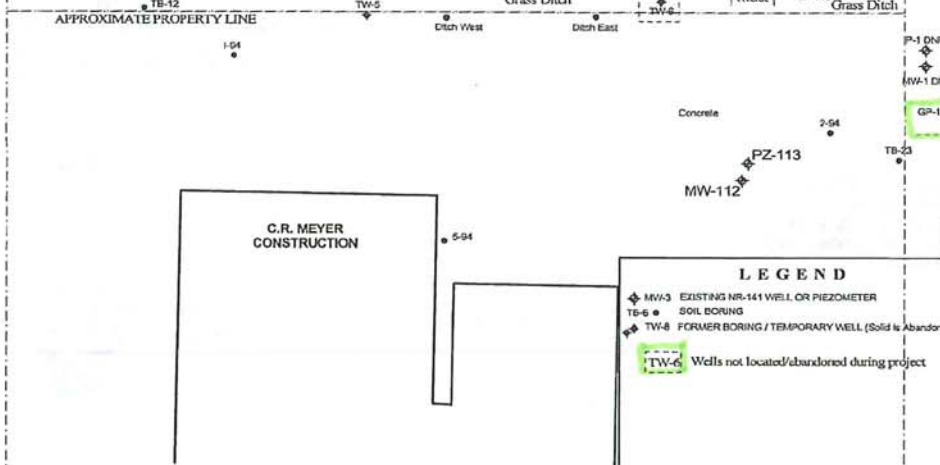 TB-12
TW-5
Grass Ditch
TW-6
Grass Ditch
APPROXIMATE PROPERTY LINE
Ditch West
Ditch East
1-94
P-1
MW-1
GP-1
Concrete
2-94
TB-23
PZ-113
MW-112
C.R. MEYER
CONSTRUCTION
5-94
LEGEND
MW-3 EXISTING NR-141 WELL OR PIEZOMETER
TB-6 SOIL BORING
TW-8 FORMER BORING / TEMPORARY WELL (Solid is Abandon
TW-6 Wells not located/abandoned during project